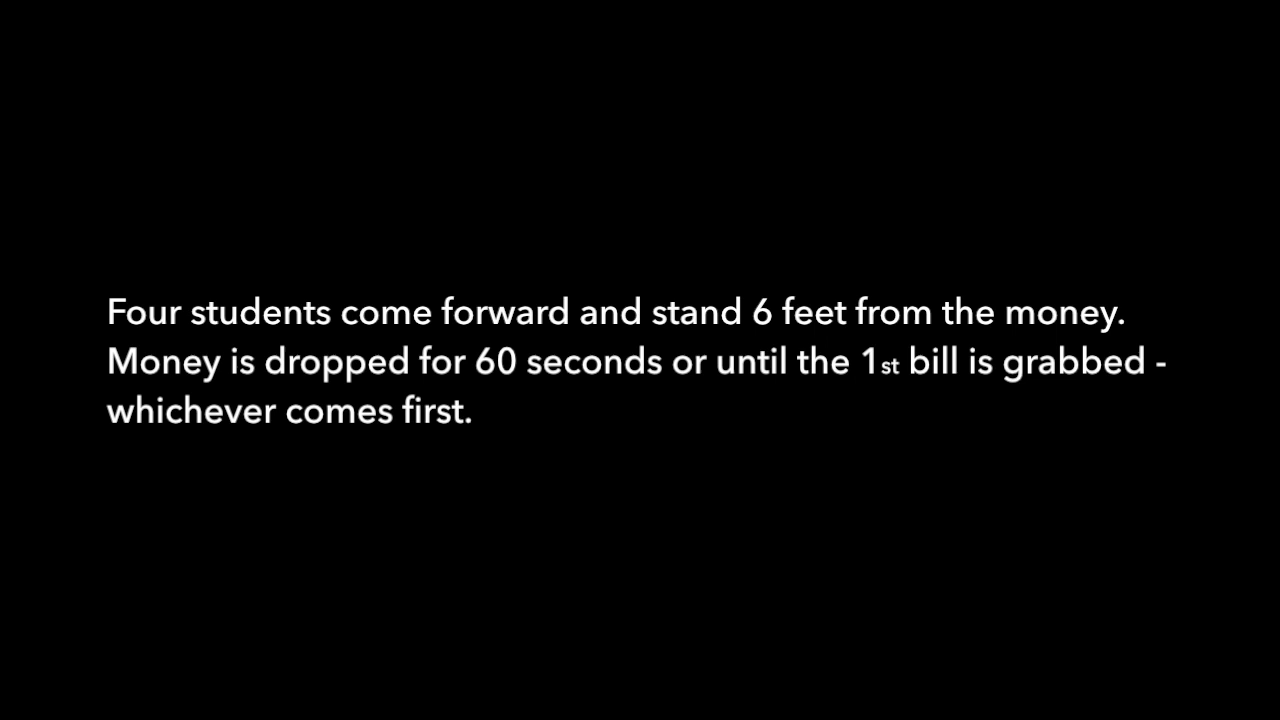 Four students come forward and stand 6 feet from the money.
Money is dropped for 60 seconds or until the 1st bill is grabbed -
whichever comes first.